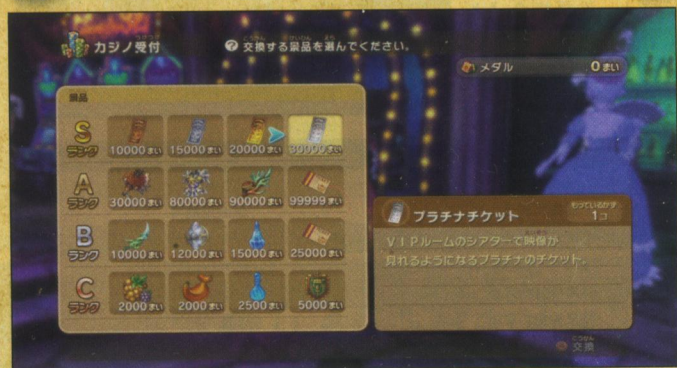 カジノ受付
❓交換する景品を選んでください。
メダル 0まい
景品
Sランク 10000まい 15000まい 20000まい 30000まい
Aランク 30000まい 80000まい 90000まい 99999まい
Bランク 10000まい 12000まい 15000まい 25000まい
Cランク 2000まい 2000まい 2500まい 5000まい
プラチナチケット もっているかず 1コ
ＶＩＰルームのシアターで映像が
見れるようになるプラチナのチケット。
交換